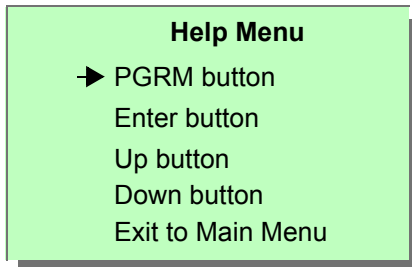 Help Menu
PGRM button
Enter button
Up button
Down button
Exit to Main Menu